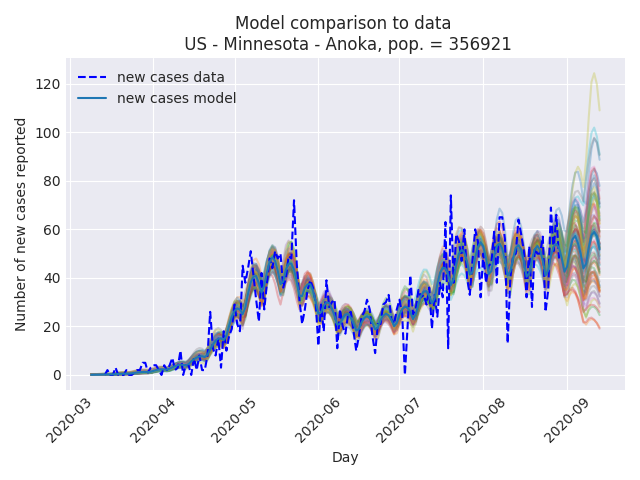 Model comparison to data
US - Minnesota - Anoka, pop. = 356921
new cases data
new cases model
Number of new cases reported
120
100
80
60
40
20
0
2020-03
2020-04
2020-05
2020-06
2020-07
2020-08
2020-09
Day